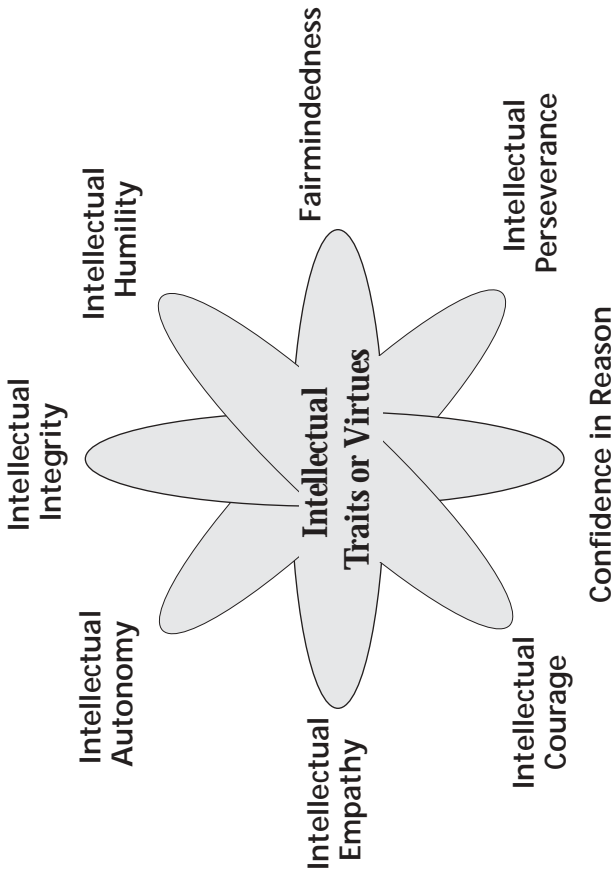 Intellectual
Integrity
Intellectual
Autonomy
Intellectual
Humility
Intellectual
Empathy
Intellectual
Traits or Virtues
Fairmindedness
Intellectual
Courage
Intellectual
Perseverance
Confidence in Reason